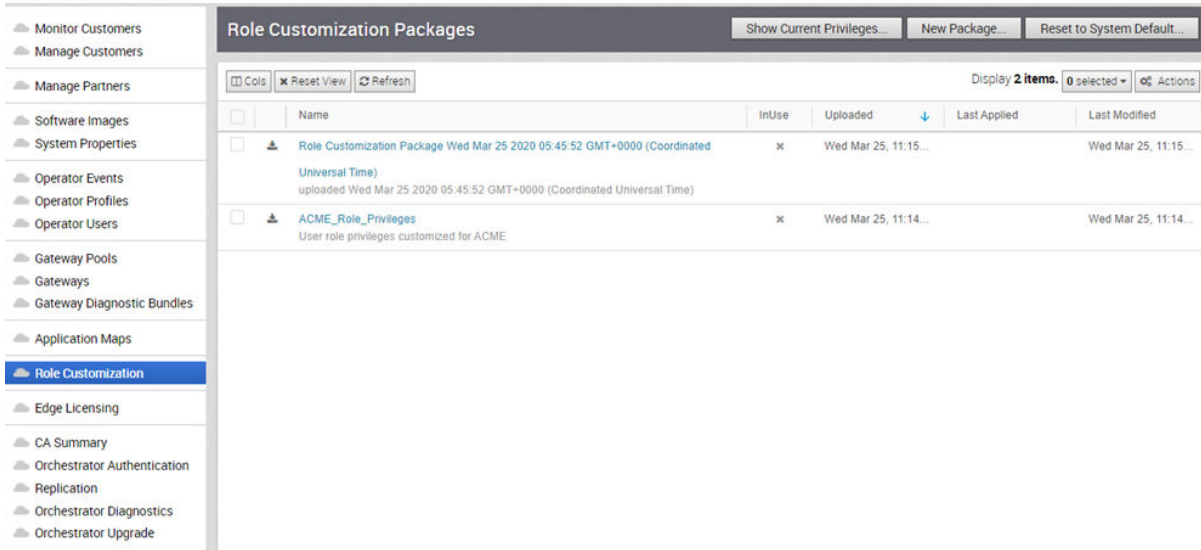 Monitor Customers
Manage Customers
Manage Partners
Software Images
System Properties
Operator Events
Operator Profiles
Operator Users
Gateway Pools
Gateways
Gateway Diagnostic Bundles
Application Maps
Role Customization
Edge Licensing
CA Summary
Orchestrator Authentication
Replication
Orchestrator Diagnostics
Orchestrator Upgrade
Role Customization Packages
Show Current Privileges...
New Package...
Reset to System Default...
Cols
Reset View
Refresh
Display 2 items.
0 selected
Actions
Name InUse Uploaded Last Applied Last Modified
Role Customization Package Wed Mar 25 2020 05:45:52 GMT+0000 (Coordinated
Universal Time)
uploaded Wed Mar 25 2020 05:45:52 GMT+0000 (Coordinated Universal Time)
Wed Mar 25, 11:15...
Wed Mar 25, 11:15...
ACME_Role_Privileges
User role privileges customized for ACME
Wed Mar 25, 11:14...
Wed Mar 25, 11:14...